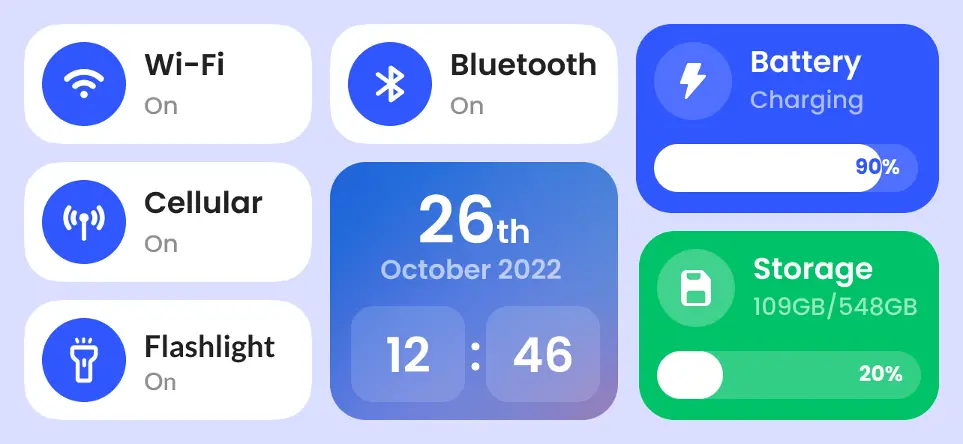 Wi-Fi
On
Bluetooth
On
Battery
Charging
90%
Cellular
On
26th
October 2022
12 : 46
Storage
109GB/548GB
20%
Flashlight
On